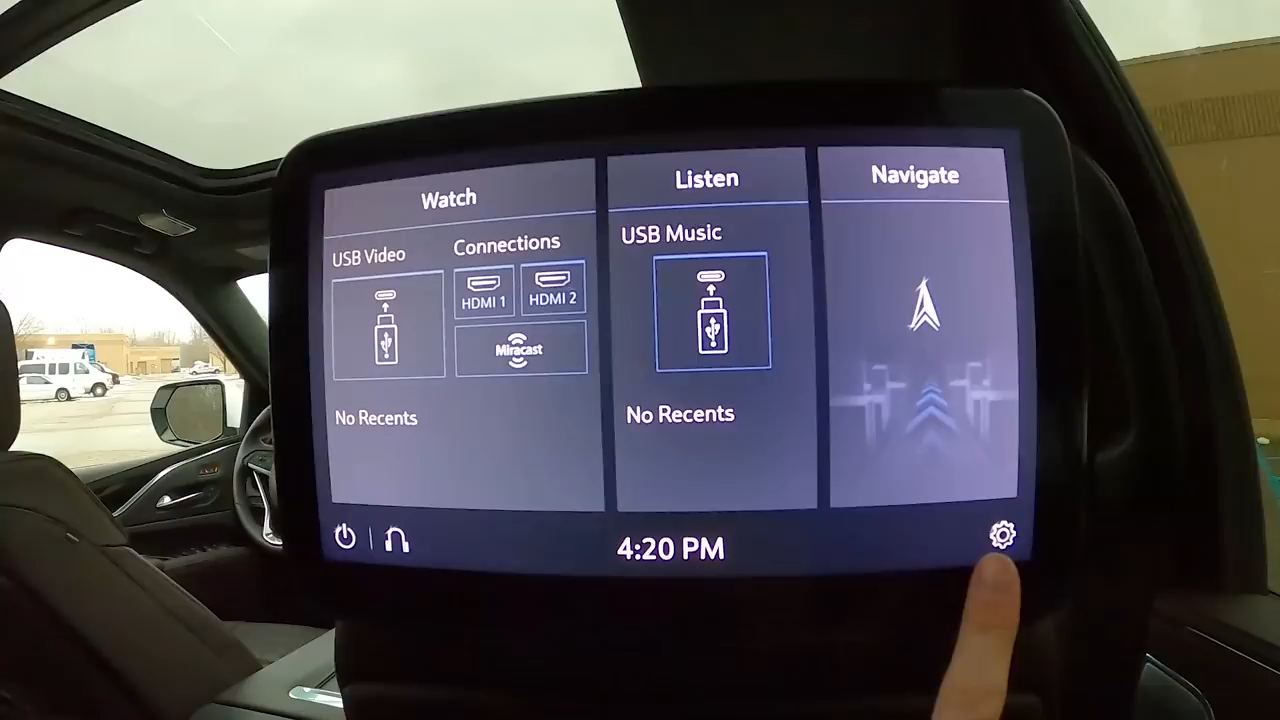 Watch
USB Video
Connections
HDMI 1
HDMI 2
Miracast
No Recents
Listen
USB Music
No Recents
Navigate
4:20 PM